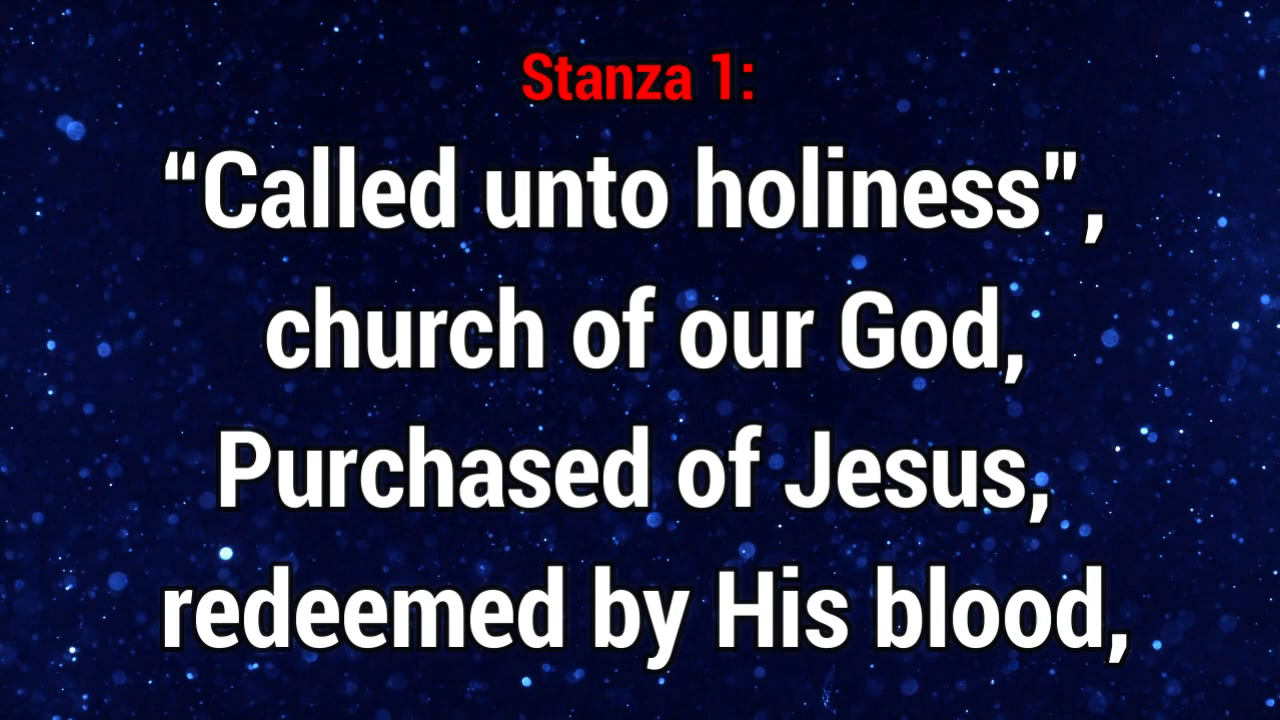 Stanza 1:
“Called unto holiness”,
church of our God,
Purchased of Jesus,
redeemed by His blood,